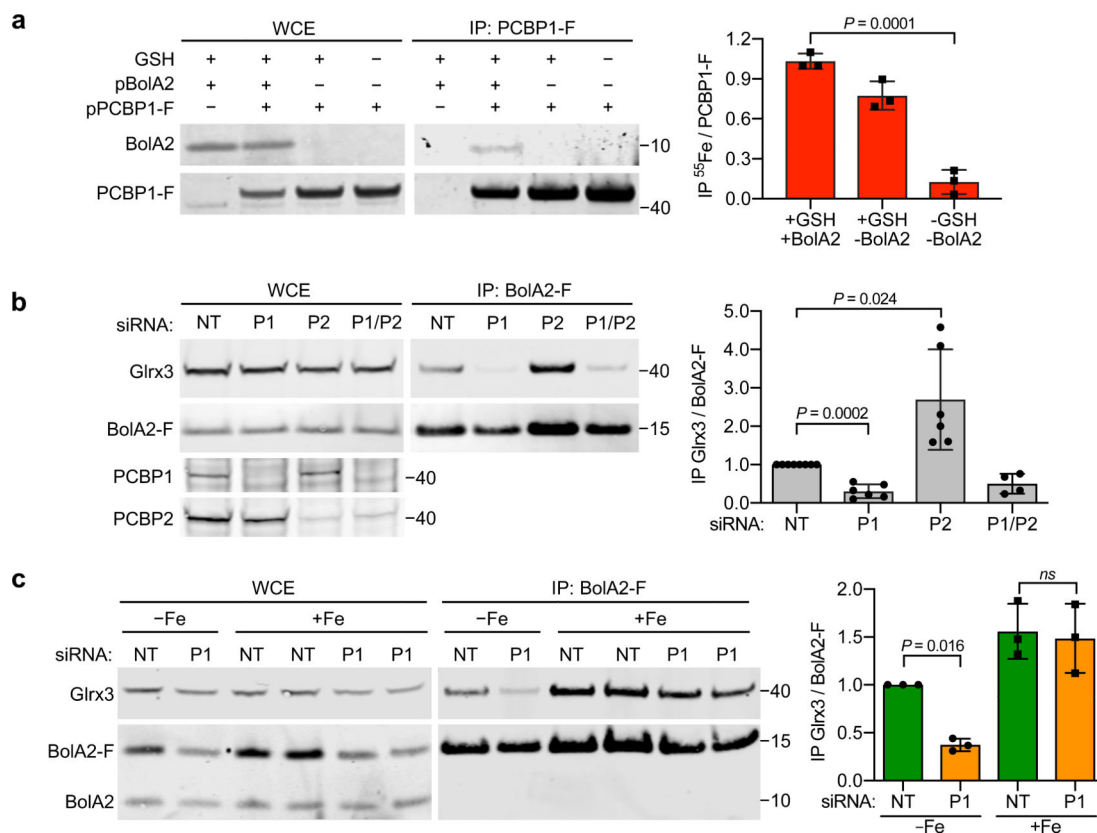 a
WCE
IP: PCBP1-F
GSH + + + − + + + −
pBolA2 + + − − + + − −
pPCBP1-F − + + + − + + +
BolA2
−10
PCBP1-F
−40
P = 0.0001
1.2
0.9
0.6
0.3
0.0
IP ⁵⁵Fe / PCBP1-F
+GSH +GSH -GSH
+BolA2 -BolA2 -BolA2
b
WCE
IP: BolA2-F
siRNA: NT P1 P2 P1/P2 NT P1 P2 P1/P2
Glrx3
−40
BolA2-F
−15
PCBP1
−40
PCBP2
−40
P = 0.024
P = 0.0002
5.0
4.0
3.0
2.0
1.0
0.0
IP Glrx3 / BolA2-F
siRNA: NT P1 P2 P1/P2
c
WCE
IP: BolA2-F
−Fe +Fe −Fe +Fe
siRNA: NT P1 NT NT P1 P1 NT P1 NT NT P1 P1
Glrx3
−40
BolA2-F
−15
BolA2
−10
ns
P = 0.016
2.0
1.5
1.0
0.5
0.0
IP Glrx3 / BolA2-F
siRNA: NT P1 NT P1
−Fe +Fe